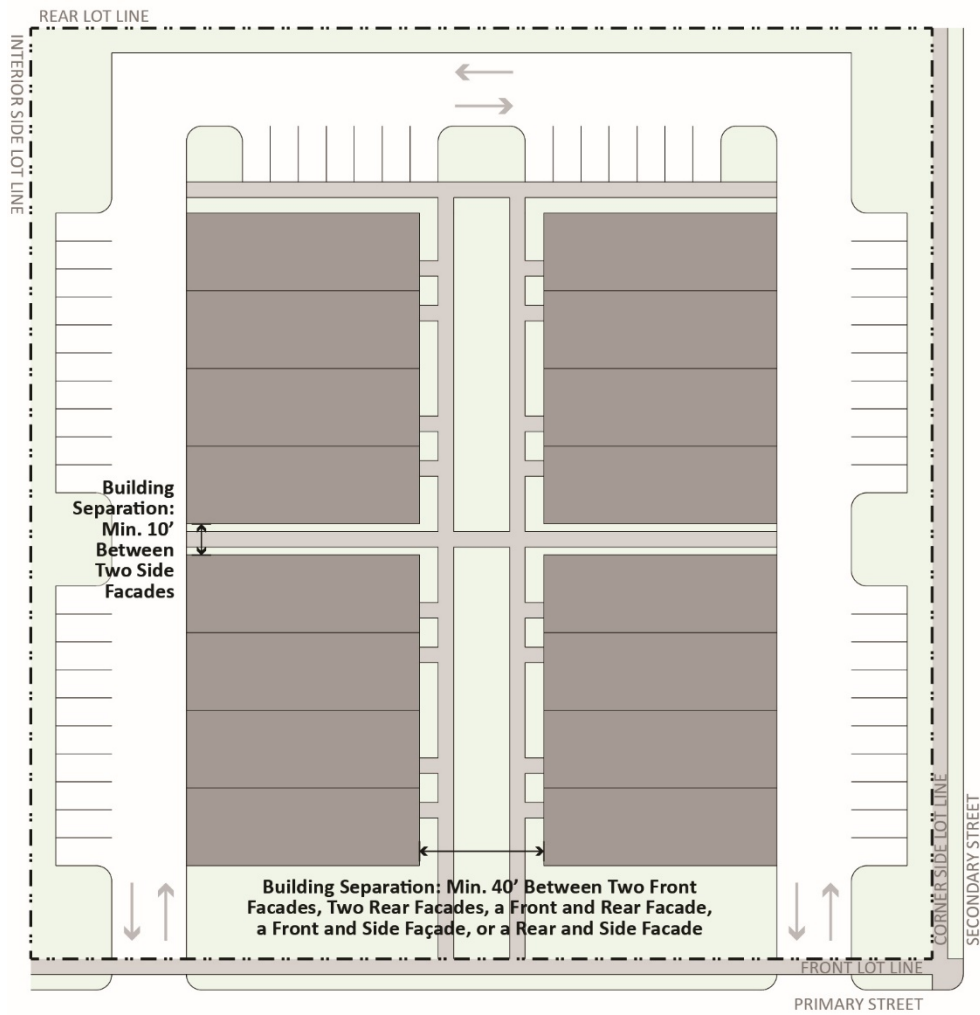 REAR LOT LINE
INTERIOR SIDE LOT LINE
Building
Separation:
Min. 10’
Between
Two Side
Facades
Building Separation: Min. 40’ Between Two Front
Facades, Two Rear Facades, a Front and Rear Facade,
a Front and Side Façade, or a Rear and Side Facade
CORNER SIDE LOT LINE
SECONDARY STREET
FRONT LOT LINE
PRIMARY STREET